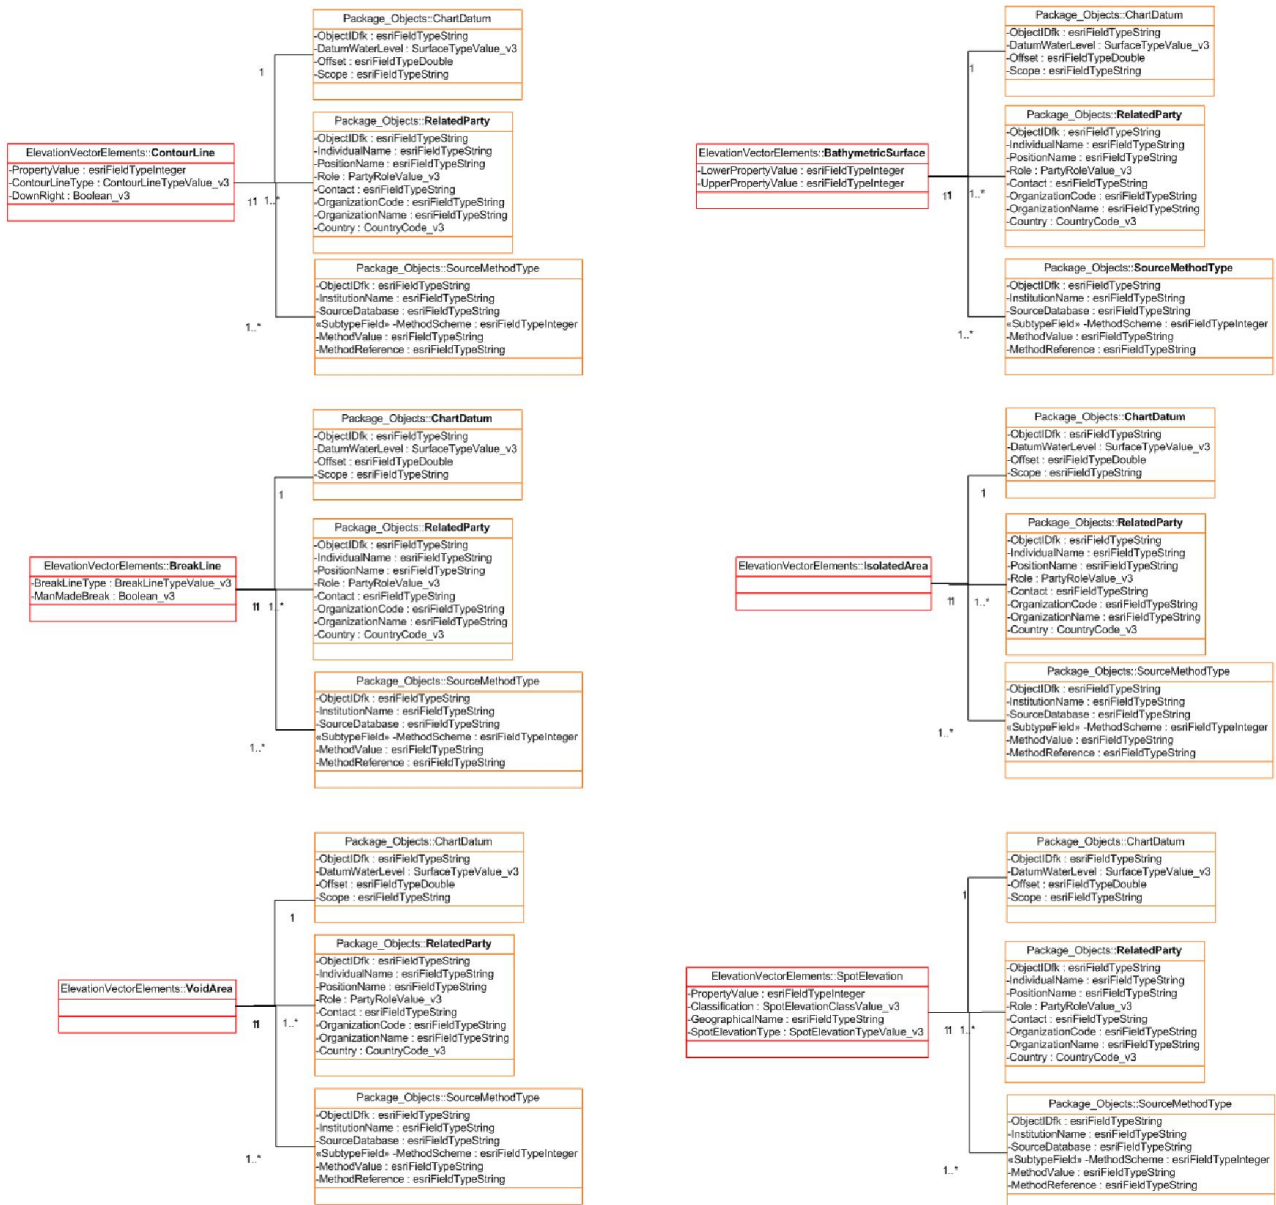 Package_Objects::ChartDatum
-ObjectIDfk : esriFieldTypeString
-DatumWaterLevel : SurfaceTypeValue_v3
-Offset : esriFieldTypeDouble
-Scope : esriFieldTypeString
1
Package_Objects::RelatedParty
-ObjectIDfk : esriFieldTypeString
-IndividualName : esriFieldTypeString
-PositionName : esriFieldTypeString
-Role : PartyRoleValue_v3
-Contact : esriFieldTypeString
-OrganizationCode : esriFieldTypeString
-OrganizationName : esriFieldTypeString
-Country : CountryCode_v3
ElevationVectorElements::ContourLine
-PropertyValue : esriFieldTypeInteger
-ContourLineType : ContourLineTypeValue_v3
-DownRight : Boolean_v3
11 1..*
Package_Objects::SourceMethodType
-ObjectIDfk : esriFieldTypeString
-InstitutionName : esriFieldTypeString
-SourceDatabase : esriFieldTypeString
«SubtypeField» -MethodScheme : esriFieldTypeInteger
-MethodValue : esriFieldTypeString
-MethodReference : esriFieldTypeString
1..*
Package_Objects::ChartDatum
-ObjectIDfk : esriFieldTypeString
-DatumWaterLevel : SurfaceTypeValue_v3
-Offset : esriFieldTypeDouble
-Scope : esriFieldTypeString
1
Package_Objects::RelatedParty
-ObjectIDfk : esriFieldTypeString
-IndividualName : esriFieldTypeString
-PositionName : esriFieldTypeString
-Role : PartyRoleValue_v3
-Contact : esriFieldTypeString
-OrganizationCode : esriFieldTypeString
-OrganizationName : esriFieldTypeString
-Country : CountryCode_v3
ElevationVectorElements::BathymetricSurface
-LowerPropertyValue : esriFieldTypeInteger
-UpperPropertyValue : esriFieldTypeInteger
11 1..*
Package_Objects::SourceMethodType
-ObjectIDfk : esriFieldTypeString
-InstitutionName : esriFieldTypeString
-SourceDatabase : esriFieldTypeString
«SubtypeField» -MethodScheme : esriFieldTypeInteger
-MethodValue : esriFieldTypeString
-MethodReference : esriFieldTypeString
1..*
Package_Objects::ChartDatum
-ObjectIDfk : esriFieldTypeString
-DatumWaterLevel : SurfaceTypeValue_v3
-Offset : esriFieldTypeDouble
-Scope : esriFieldTypeString
1
Package_Objects::RelatedParty
-ObjectIDfk : esriFieldTypeString
-IndividualName : esriFieldTypeString
-PositionName : esriFieldTypeString
-Role : PartyRoleValue_v3
-Contact : esriFieldTypeString
-OrganizationCode : esriFieldTypeString
-OrganizationName : esriFieldTypeString
-Country : CountryCode_v3
ElevationVectorElements::BreakLine
-BreakLineType : BreakLineTypeValue_v3
-ManMadeBreak : Boolean_v3
11 1..*
Package_Objects::SourceMethodType
-ObjectIDfk : esriFieldTypeString
-InstitutionName : esriFieldTypeString
-SourceDatabase : esriFieldTypeString
«SubtypeField» -MethodScheme : esriFieldTypeInteger
-MethodValue : esriFieldTypeString
-MethodReference : esriFieldTypeString
1..*
Package_Objects::ChartDatum
-ObjectIDfk : esriFieldTypeString
-DatumWaterLevel : SurfaceTypeValue_v3
-Offset : esriFieldTypeDouble
-Scope : esriFieldTypeString
1
Package_Objects::RelatedParty
-ObjectIDfk : esriFieldTypeString
-IndividualName : esriFieldTypeString
-PositionName : esriFieldTypeString
-Role : PartyRoleValue_v3
-Contact : esriFieldTypeString
-OrganizationCode : esriFieldTypeString
-OrganizationName : esriFieldTypeString
-Country : CountryCode_v3
ElevationVectorElements::IsolatedArea
11 1..*
Package_Objects::SourceMethodType
-ObjectIDfk : esriFieldTypeString
-InstitutionName : esriFieldTypeString
-SourceDatabase : esriFieldTypeString
«SubtypeField» -MethodScheme : esriFieldTypeInteger
-MethodValue : esriFieldTypeString
-MethodReference : esriFieldTypeString
1..*
Package_Objects::ChartDatum
-ObjectIDfk : esriFieldTypeString
-DatumWaterLevel : SurfaceTypeValue_v3
-Offset : esriFieldTypeDouble
-Scope : esriFieldTypeString
1
Package_Objects::RelatedParty
-ObjectIDfk : esriFieldTypeString
-IndividualName : esriFieldTypeString
-PositionName : esriFieldTypeString
-Role : PartyRoleValue_v3
-Contact : esriFieldTypeString
-OrganizationCode : esriFieldTypeString
-OrganizationName : esriFieldTypeString
-Country : CountryCode_v3
ElevationVectorElements::VoidArea
11 1..*
Package_Objects::SourceMethodType
-ObjectIDfk : esriFieldTypeString
-InstitutionName : esriFieldTypeString
-SourceDatabase : esriFieldTypeString
«SubtypeField» -MethodScheme : esriFieldTypeInteger
-MethodValue : esriFieldTypeString
-MethodReference : esriFieldTypeString
1..*
Package_Objects::ChartDatum
-ObjectIDfk : esriFieldTypeString
-DatumWaterLevel : SurfaceTypeValue_v3
-Offset : esriFieldTypeDouble
-Scope : esriFieldTypeString
1
Package_Objects::RelatedParty
-ObjectIDfk : esriFieldTypeString
-IndividualName : esriFieldTypeString
-PositionName : esriFieldTypeString
-Role : PartyRoleValue_v3
-Contact : esriFieldTypeString
-OrganizationCode : esriFieldTypeString
-OrganizationName : esriFieldTypeString
-Country : CountryCode_v3
ElevationVectorElements::SpotElevation
-PropertyValue : esriFieldTypeInteger
-Classification : SpotElevationClassValue_v3
-GeographicalName : esriFieldTypeString
-SpotElevationType : SpotElevationTypeValue_v3
11 1..*
Package_Objects::SourceMethodType
-ObjectIDfk : esriFieldTypeString
-InstitutionName : esriFieldTypeString
-SourceDatabase : esriFieldTypeString
«SubtypeField» -MethodScheme : esriFieldTypeInteger
-MethodValue : esriFieldTypeString
-MethodReference : esriFieldTypeString
1..*